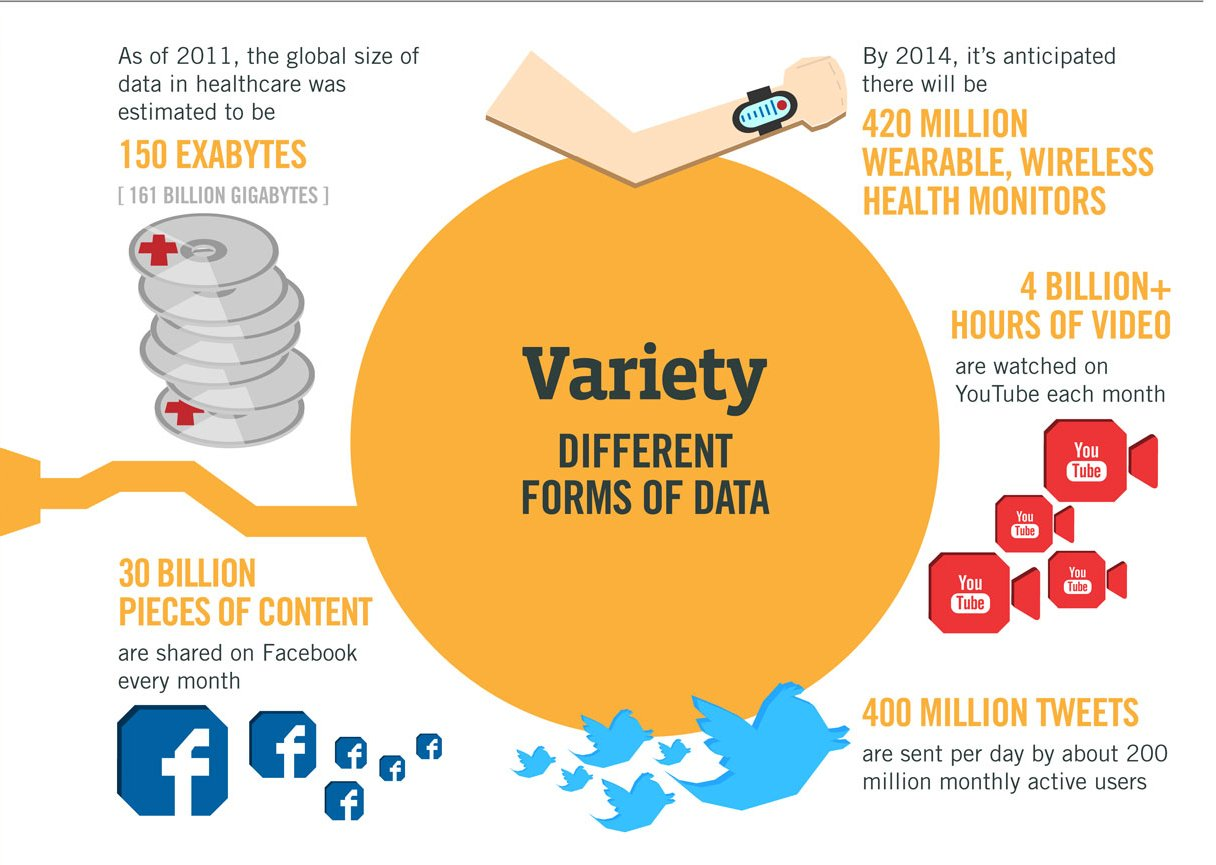 As of 2011, the global size of
data in healthcare was
estimated to be
150 EXABYTES
[ 161 BILLION GIGABYTES ]
By 2014, it’s anticipated
there will be
420 MILLION
WEARABLE, WIRELESS
HEALTH MONITORS
4 BILLION+
HOURS OF VIDEO
are watched on
YouTube each month
You
Tube
You
Tube
You
Tube
You
Tube
Variety
DIFFERENT
FORMS OF DATA
30 BILLION
PIECES OF CONTENT
are shared on Facebook
every month
f
f
f
f
f
f
400 MILLION TWEETS
are sent per day by about 200
million monthly active users